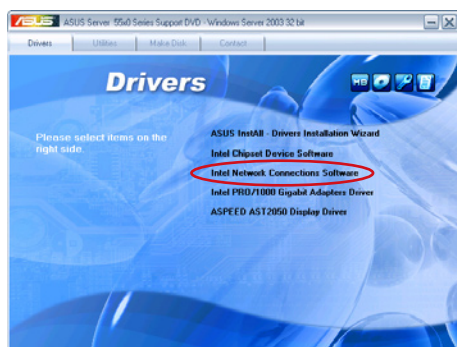 ASUS
ASUS Server 55x0 Series Support DVD - Windows Server 2003 32 bit
Drivers
Utilities
Make Disk
Contact
Drivers
Please select items on the
right side.
ASUS InstAll - Drivers Installation Wizard
Intel Chipset Device Software
Intel Network Connections Software
Intel PRO/1000 Gigabit Adapters Driver
ASPEED AST2050 Display Driver